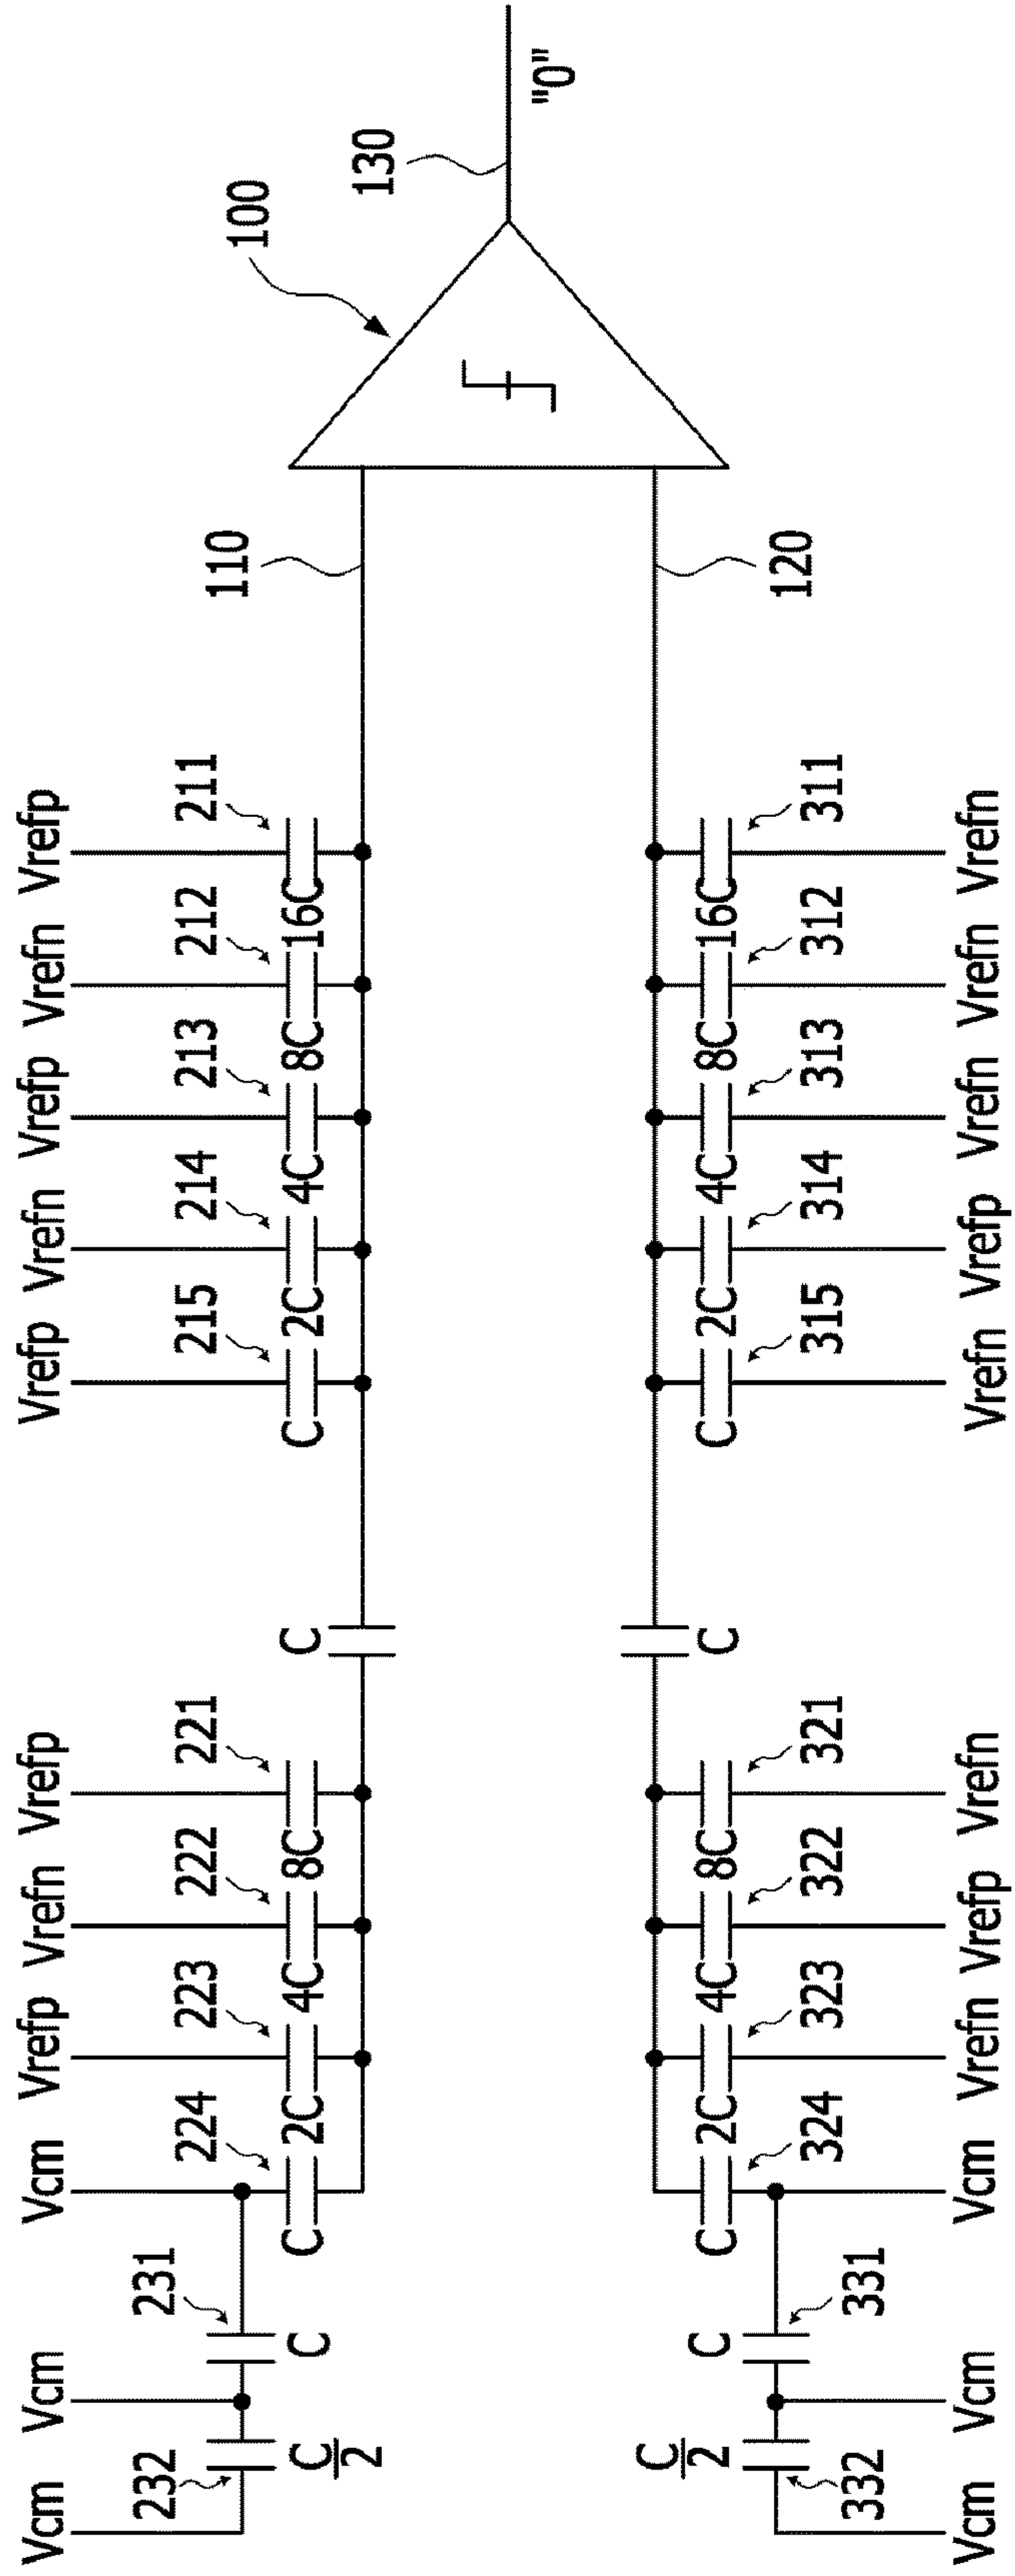 Vcm Vcm Vcm Vrefp Vrefn Vrefp Vrefp Vrefn Vrefp Vrefn Vrefp
232 231 224 223 222 221 215 214 213 212 211 110 100
C/2 C C 2C 4C 8C C C 2C 4C 8C 16C
130
"0"
C/2 C C 2C 4C 8C C C 2C 4C 8C 16C
332 331 324 323 322 321 315 314 313 312 311 120
Vcm Vcm Vcm Vrefn Vrefp Vrefn Vrefn Vrefp Vrefn Vrefn Vrefn